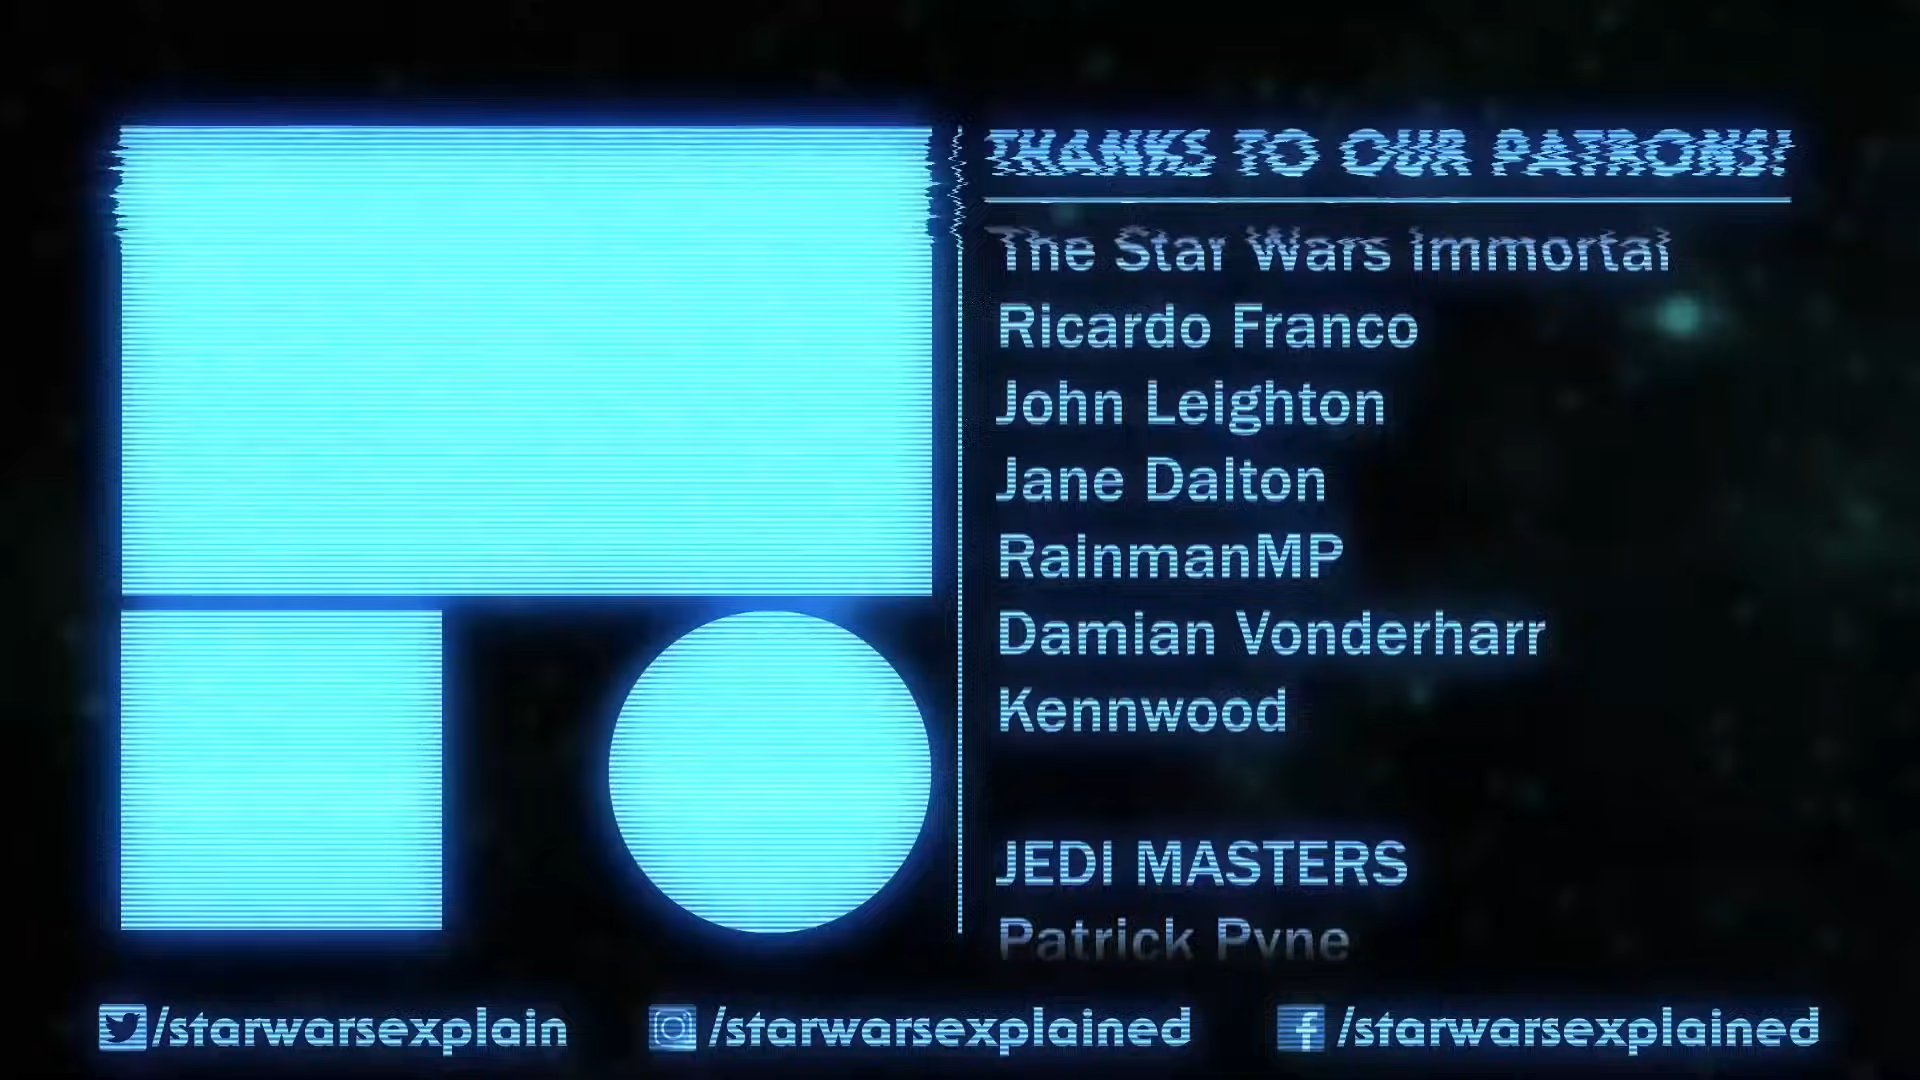 THANKS TO OUR PATRONS!
The Star Wars Immortal
Ricardo Franco
John Leighton
Jane Dalton
RainmanMP
Damian Vonderharr
Kennwood
JEDI MASTERS
Patrick Pyne
/starwarsexplain
/starwarsexplained
/starwarsexplained